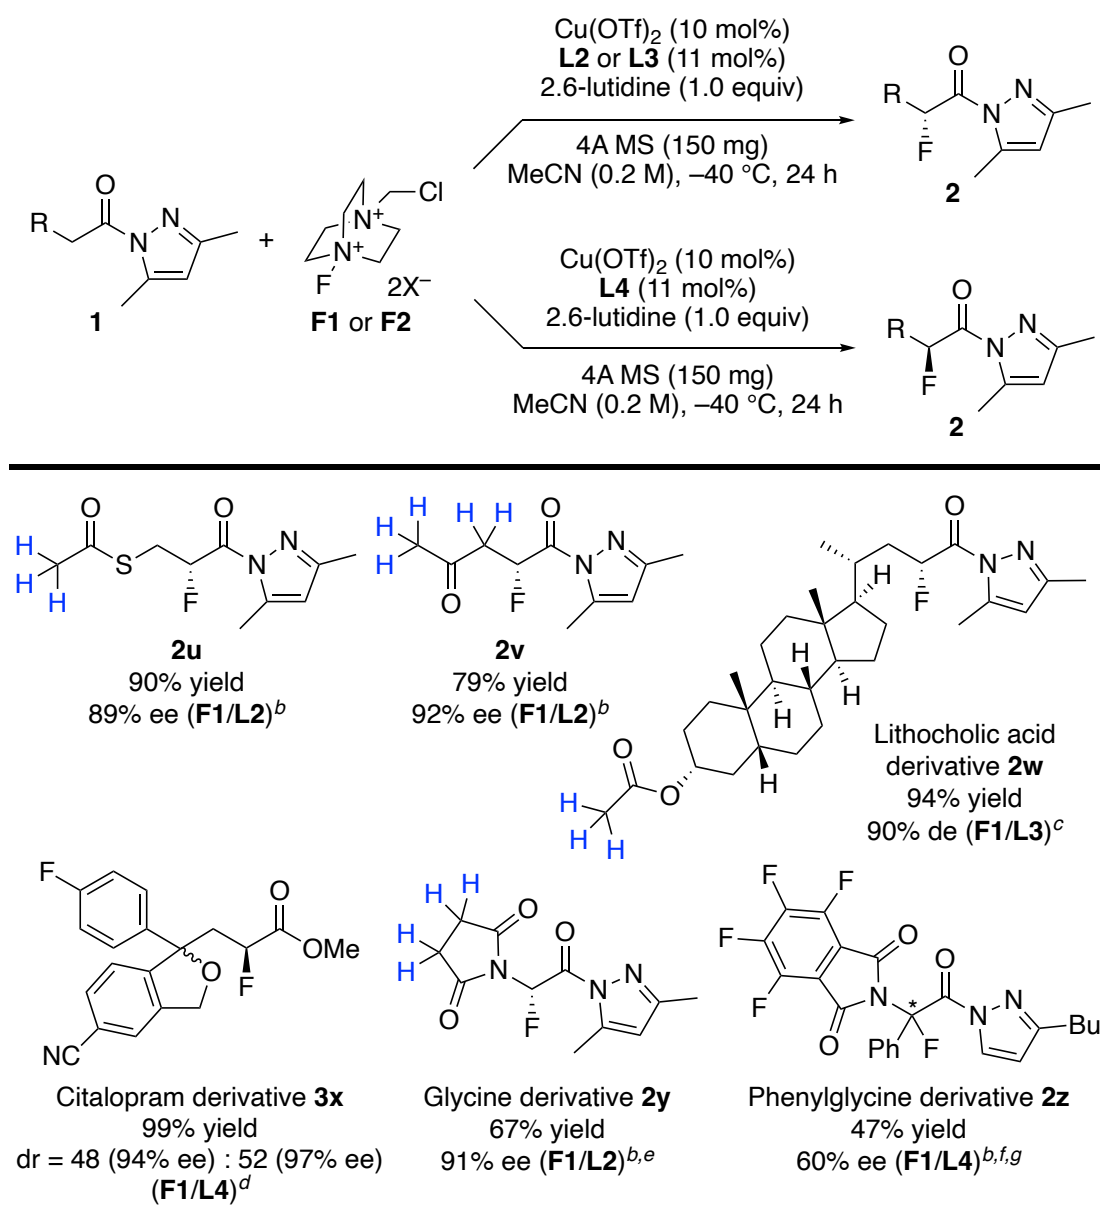 Cu(OTf)2 (10 mol%)
L2 or L3 (11 mol%)
2.6-lutidine (1.0 equiv)
4A MS (150 mg)
MeCN (0.2 M), –40 °C, 24 h
O
R
N
N
F
2
O
R
N
N
1
+
Cl
N+
N+
F
2X–
F1 or F2
Cu(OTf)2 (10 mol%)
L4 (11 mol%)
2.6-lutidine (1.0 equiv)
4A MS (150 mg)
MeCN (0.2 M), –40 °C, 24 h
O
R
N
N
F
2
O
H
H
H
S
O
N
N
F
2u
90% yield
89% ee (F1/L2)b
H
H
H
H
H
O
O
N
N
F
2v
79% yield
92% ee (F1/L2)b
O
N
N
F
H
H
H
H
H
O
O
H
H
H
Lithocholic acid
derivative 2w
94% yield
90% de (F1/L3)c
F
O
OMe
F
O
NC
Citalopram derivative 3x
99% yield
dr = 48 (94% ee) : 52 (97% ee)
(F1/L4)d
H
H
H
H
O
O
N
O
N
N
F
Glycine derivative 2y
67% yield
91% ee (F1/L2)b,e
F
F
F
F
O
O
N
*
O
N
N
Bu
Ph
F
Phenylglycine derivative 2z
47% yield
60% ee (F1/L4)b,f,g